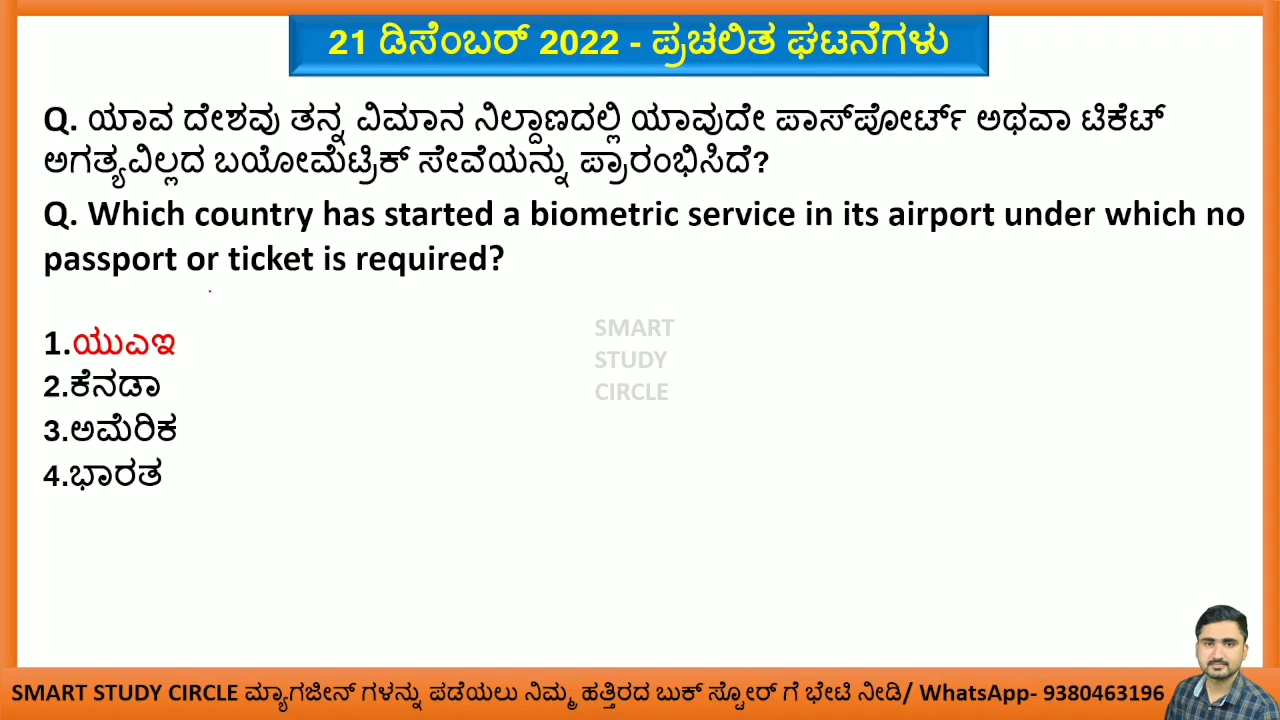 21 ಡಿಸೆಂಬರ್ 2022 - ಪ್ರಚಲಿತ ಘಟನೆಗಳು
Q. ಯಾವ ದೇಶವು ತನ್ನ ವಿಮಾನ ನಿಲ್ದಾಣದಲ್ಲಿ ಯಾವುದೇ ಪಾಸ್‌ಪೋರ್ಟ್ ಅಥವಾ ಟಿಕೆಟ್
ಅಗತ್ಯವಿಲ್ಲದ ಬಯೋಮೆಟ್ರಿಕ್ ಸೇವೆಯನ್ನು ಪ್ರಾರಂಭಿಸಿದೆ?
Q. Which country has started a biometric service in its airport under which no
passport or ticket is required?
1.ಯುಎಇ
2.ಕೆನಡಾ
3.ಅಮೆರಿಕ
4.ಭಾರತ
SMART
STUDY
CIRCLE
SMART STUDY CIRCLE ಮ್ಯಾಗಜೀನ್ ಗಳನ್ನು ಪಡೆಯಲು ನಿಮ್ಮ ಹತ್ತಿರದ ಬುಕ್ ಸ್ಟೋರ್ ಗೆ ಭೇಟಿ ನೀಡಿ/ WhatsApp- 9380463196